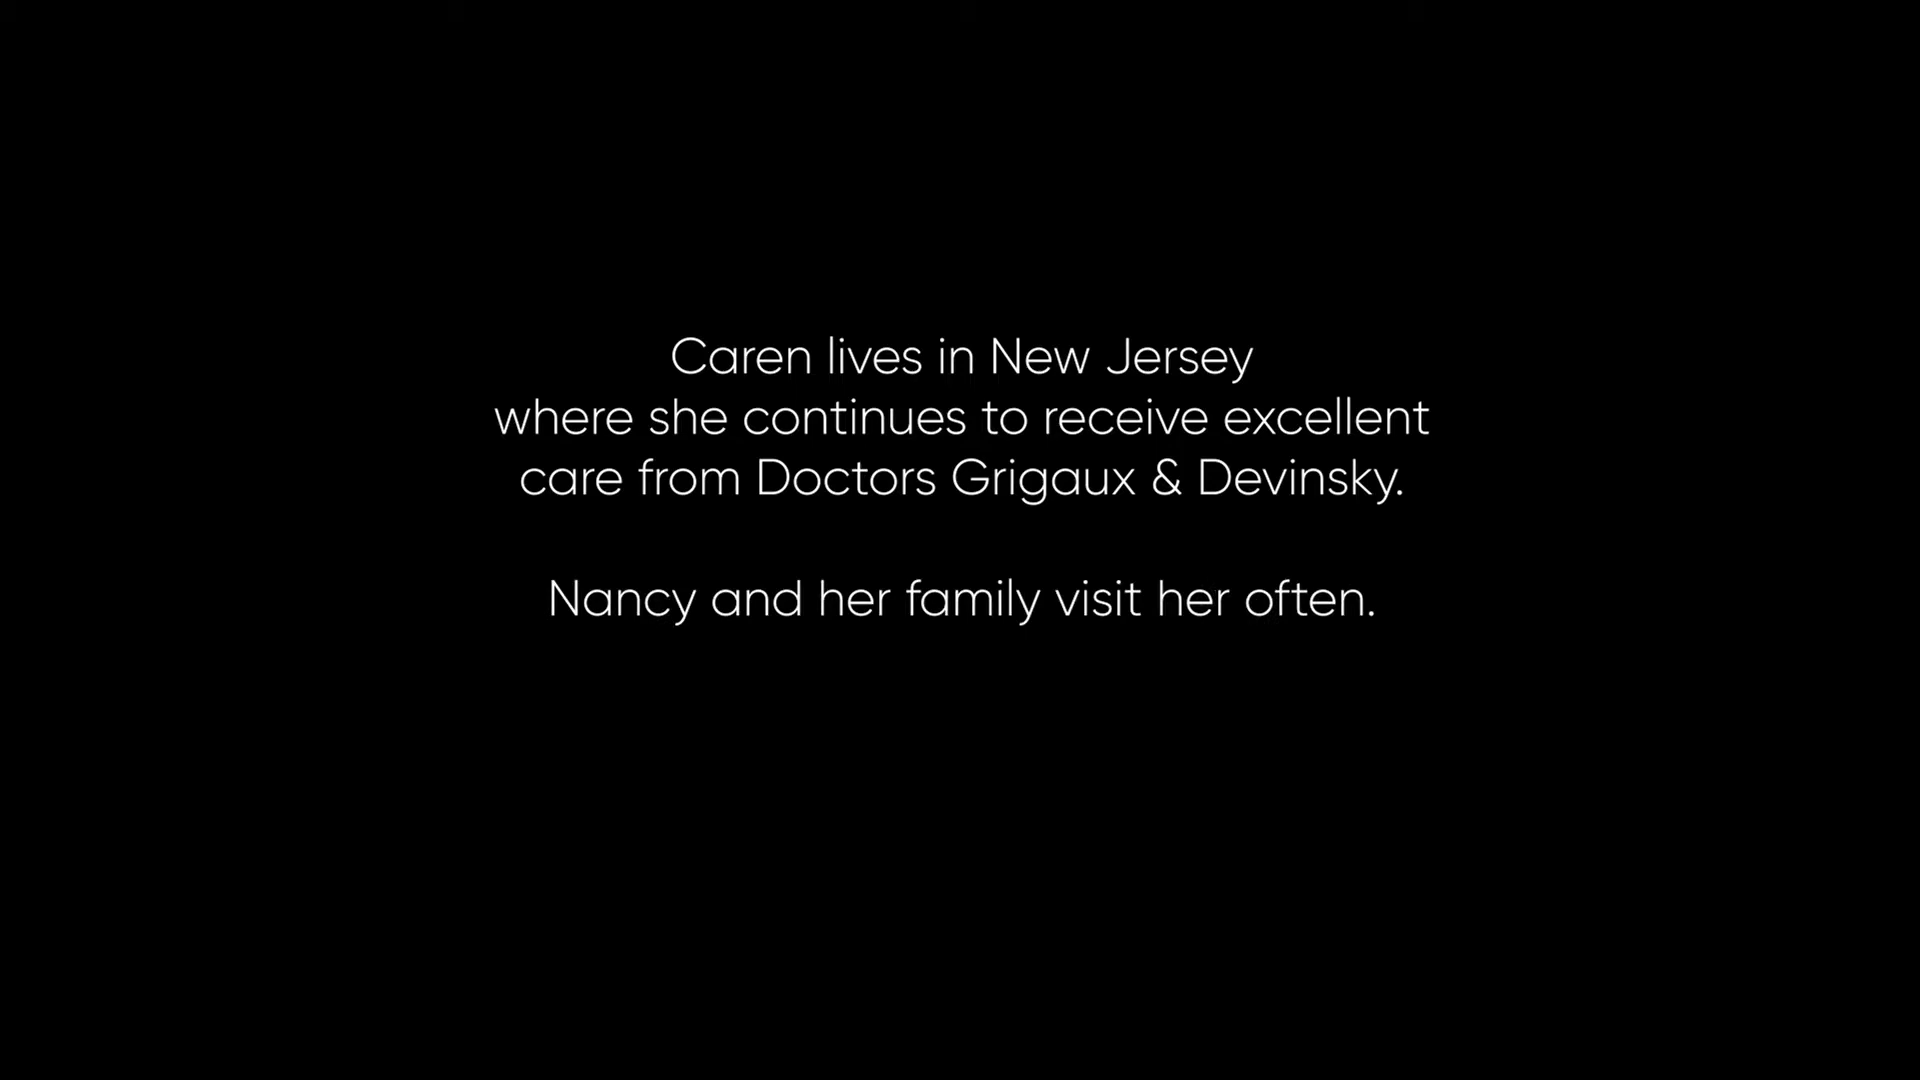 Caren lives in New Jersey
where she continues to receive excellent
care from Doctors Grigaux & Devinsky.
Nancy and her family visit her often.